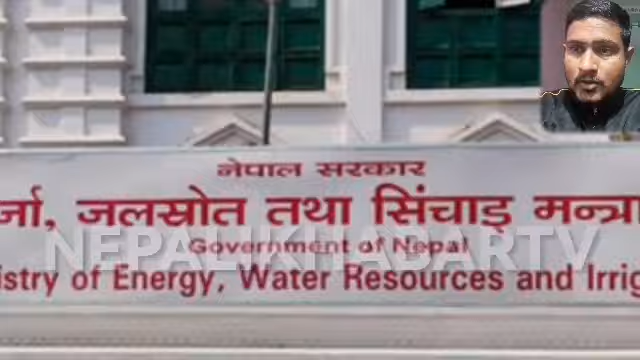 नेपाल सरकार
र्जा, जलस्रोत तथा सिंचाइ मन्त्रा
Government of Nepal
NEPALIKHABARTV
istry of Energy, Water Resources and Irrig